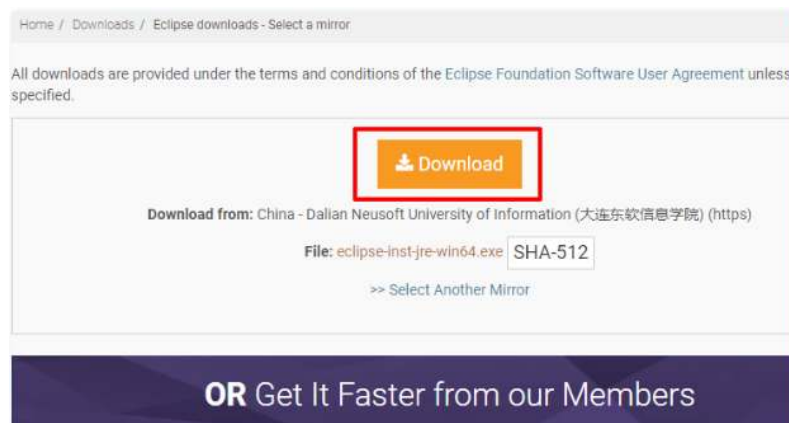 Home / Downloads / Eclipse downloads - Select a mirror
All downloads are provided under the terms and conditions of the Eclipse Foundation Software User Agreement unless
specified.
Download
Download from: China - Dalian Neusoft University of Information (大连东软信息学院) (https)
File: eclipse-inst-jre-win64.exe SHA-512
>> Select Another Mirror
OR Get It Faster from our Members